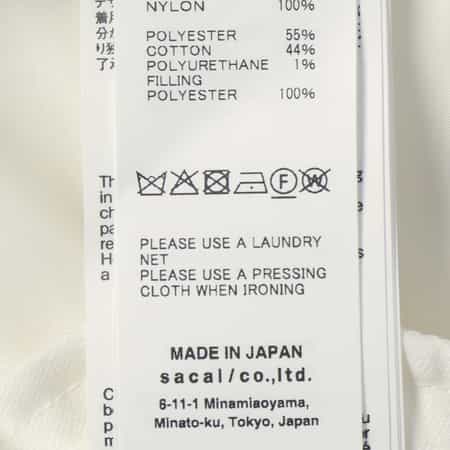 NYLON 100%
POLYESTER 55%
COTTON 44%
POLYURETHANE 1%
FILLING
POLYESTER 100%
F W
PLEASE USE A LAUNDRY
NET
PLEASE USE A PRESSING
CLOTH WHEN IRONING
MADE IN JAPAN
sacai/co.,ltd.
6-11-1 Minamiaoyama,
Minato-ku, Tokyo, Japan